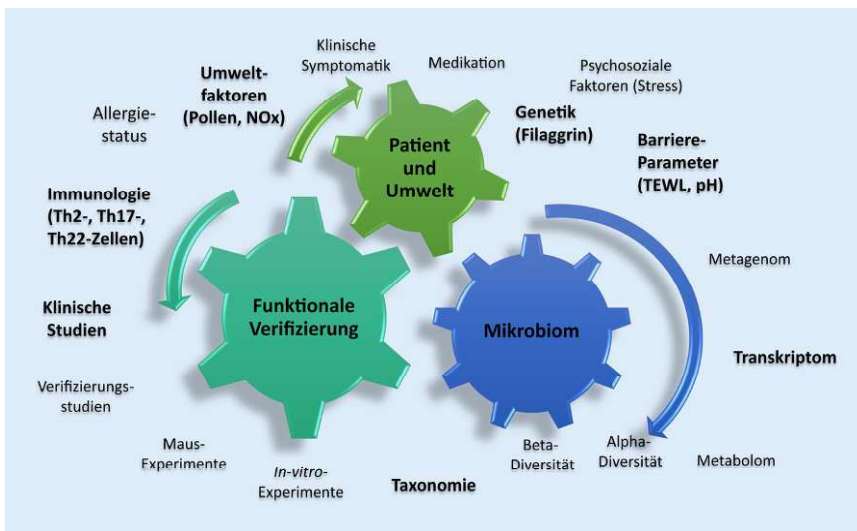 Klinische
Symptomatik
Medikation
Psychosoziale
Faktoren (Stress)
Umwelt-
faktoren
(Pollen, NOx)
Allergie-
status
Genetik
(Filaggrin)
Patient
und
Umwelt
Barriere-
Parameter
(TEWL, pH)
Immunologie
(Th2-, Th17-,
Th22-Zellen)
Metagenom
Klinische
Studien
Funktionale
Verifizierung
Mikrobiom
Transkriptom
Verifizierungs-
studien
Maus-
Experimente
In-vitro-
Experimente
Taxonomie
Beta-
Diversität
Alpha-
Diversität
Metabolom